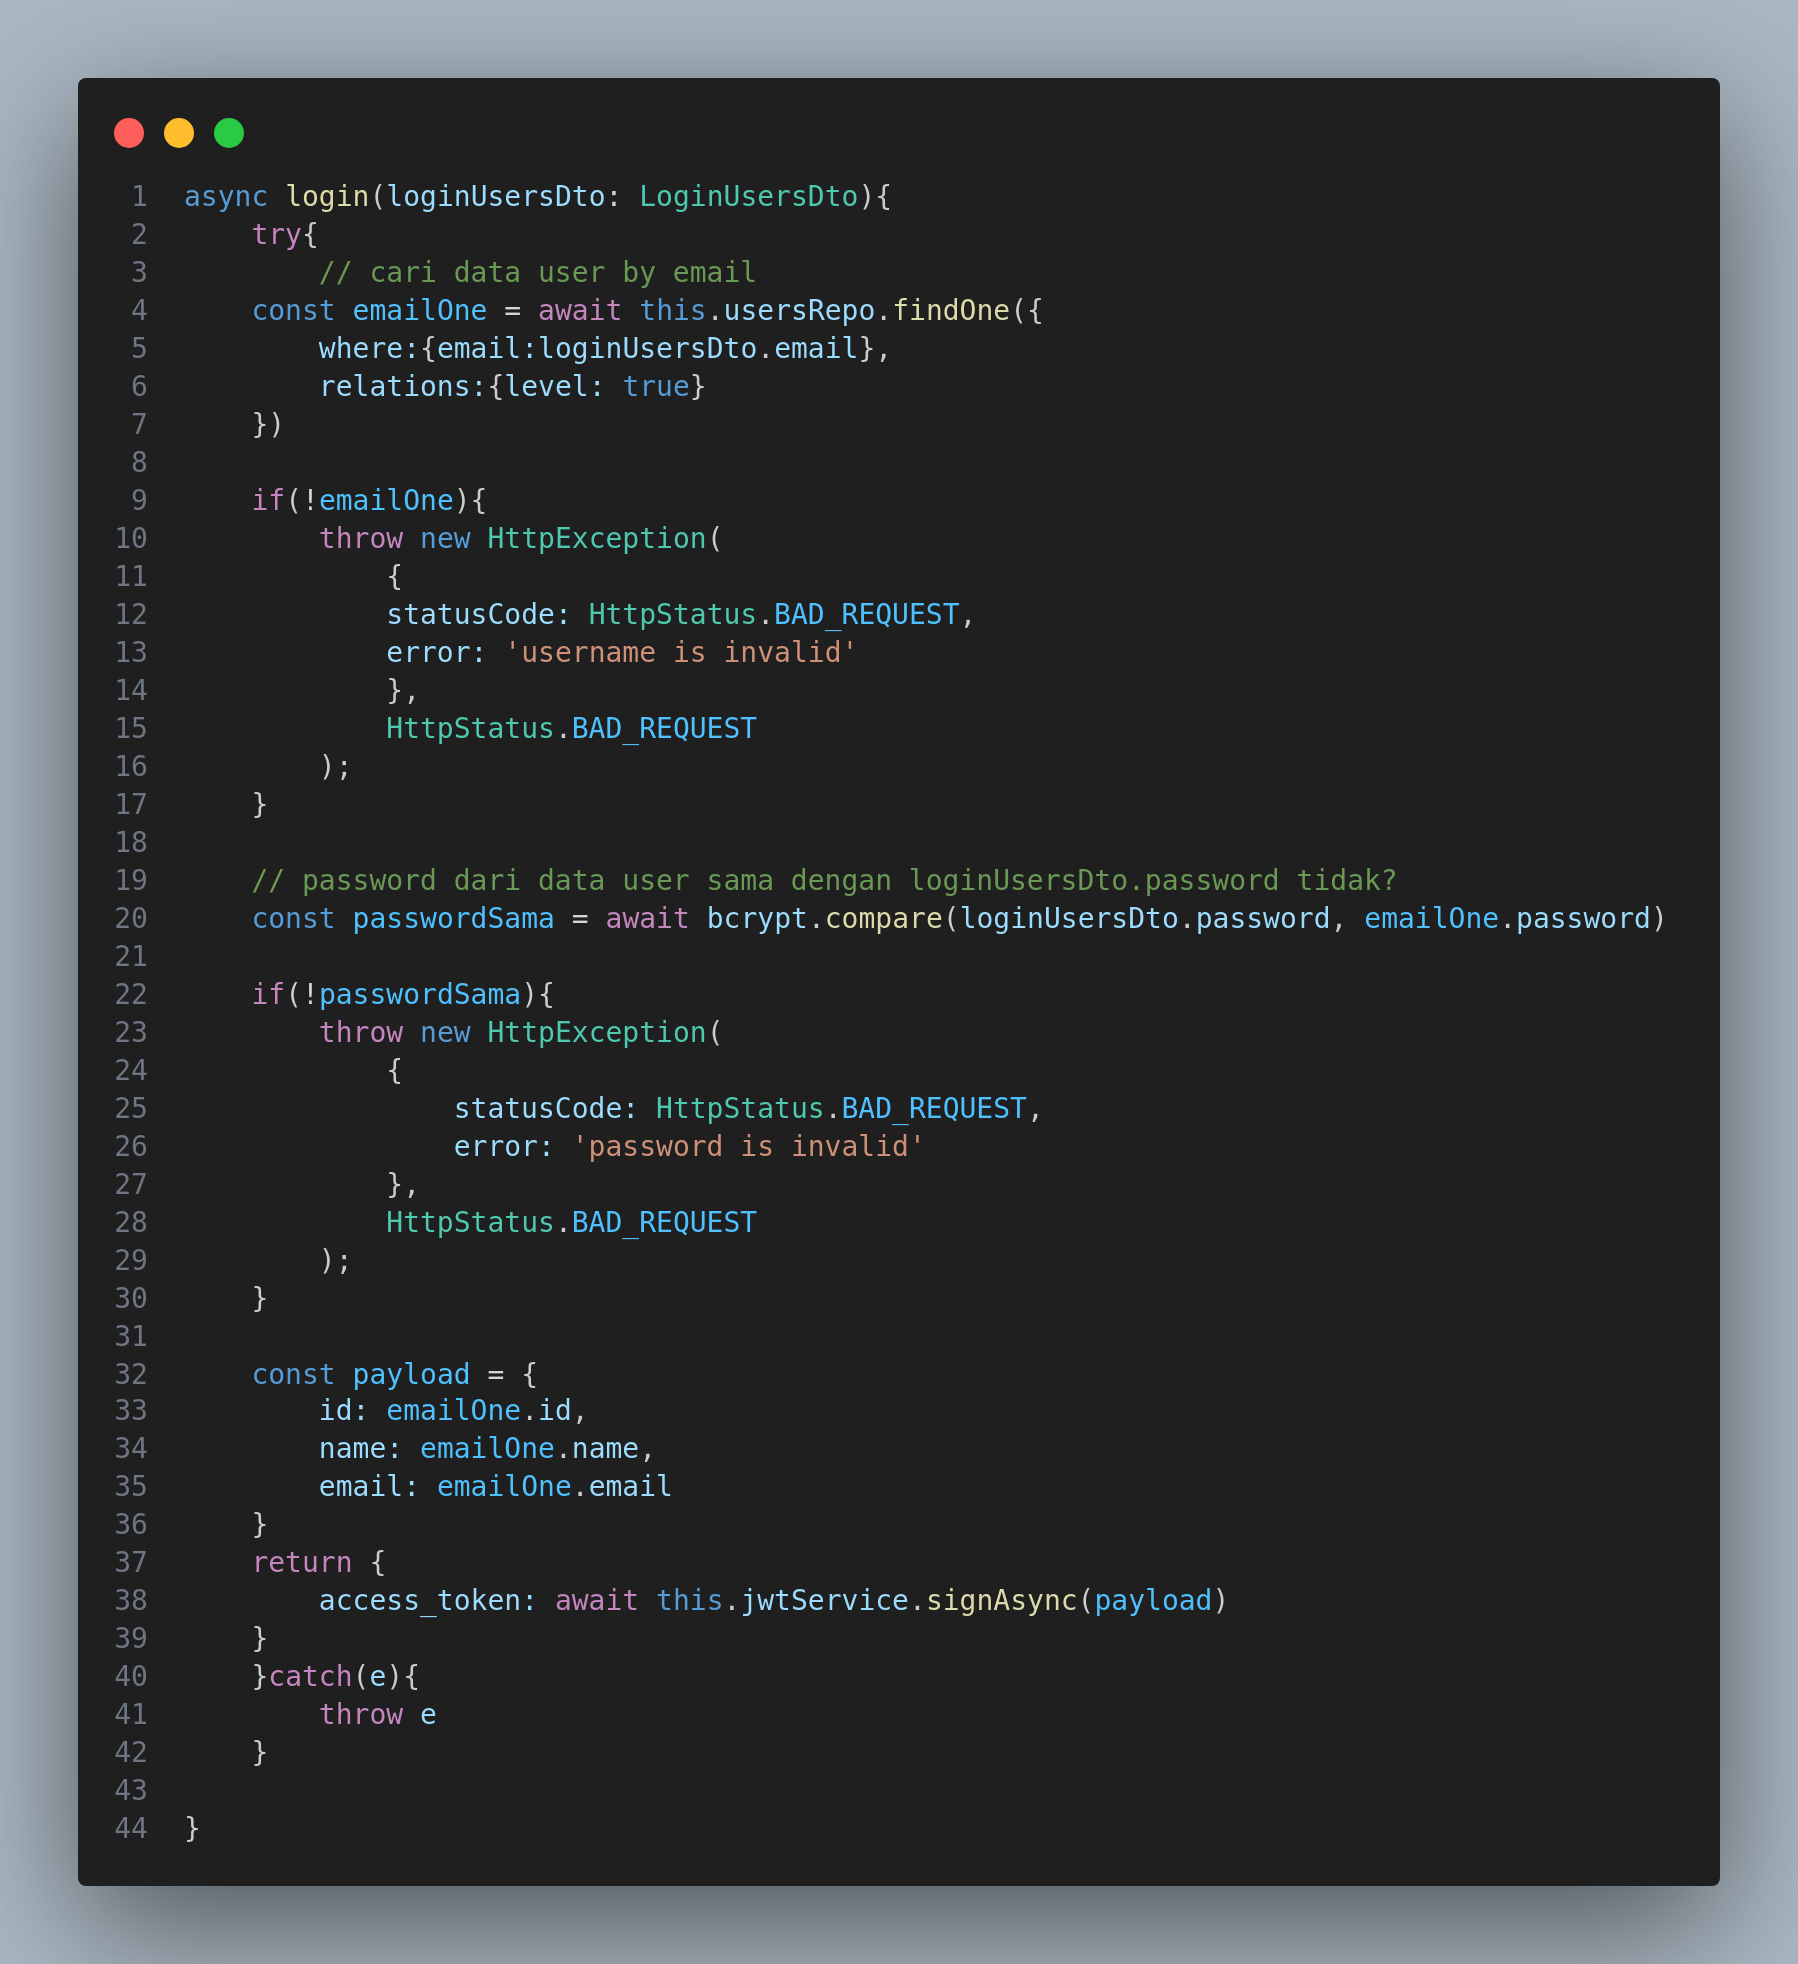 1 async login(loginUsersDto: LoginUsersDto){
2     try{
3         // cari data user by email
4     const emailOne = await this.usersRepo.findOne({
5         where:{email:loginUsersDto.email},
6         relations:{level: true}
7     })
8
9     if(!emailOne){
10         throw new HttpException(
11             {
12             statusCode: HttpStatus.BAD_REQUEST,
13             error: 'username is invalid'
14             },
15             HttpStatus.BAD_REQUEST
16         );
17     }
18
19     // password dari data user sama dengan loginUsersDto.password tidak?
20     const passwordSama = await bcrypt.compare(loginUsersDto.password, emailOne.password)
21
22     if(!passwordSama){
23         throw new HttpException(
24             {
25                 statusCode: HttpStatus.BAD_REQUEST,
26                 error: 'password is invalid'
27             },
28             HttpStatus.BAD_REQUEST
29         );
30     }
31
32     const payload = {
33         id: emailOne.id,
34         name: emailOne.name,
35         email: emailOne.email
36     }
37     return {
38         access_token: await this.jwtService.signAsync(payload)
39     }
40     }catch(e){
41         throw e
42     }
43
44 }